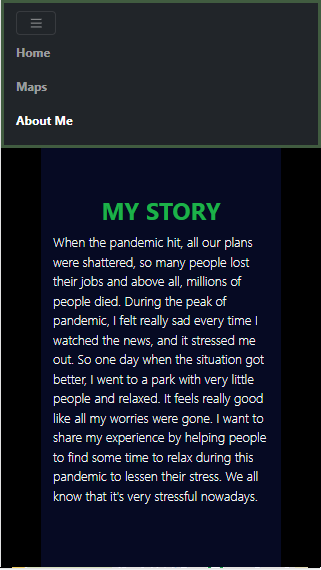 Home
Maps
About Me
MY STORY
When the pandemic hit, all our plans
were shattered, so many people lost
their jobs and above all, millions of
people died. During the peak of
pandemic, I felt really sad every time I
watched the news, and it stressed me
out. So one day when the situation got
better, I went to a park with very little
people and relaxed. It feels really good
like all my worries were gone. I want to
share my experience by helping people
to find some time to relax during this
pandemic to lessen their stress. We all
know that it's very stressful nowadays.